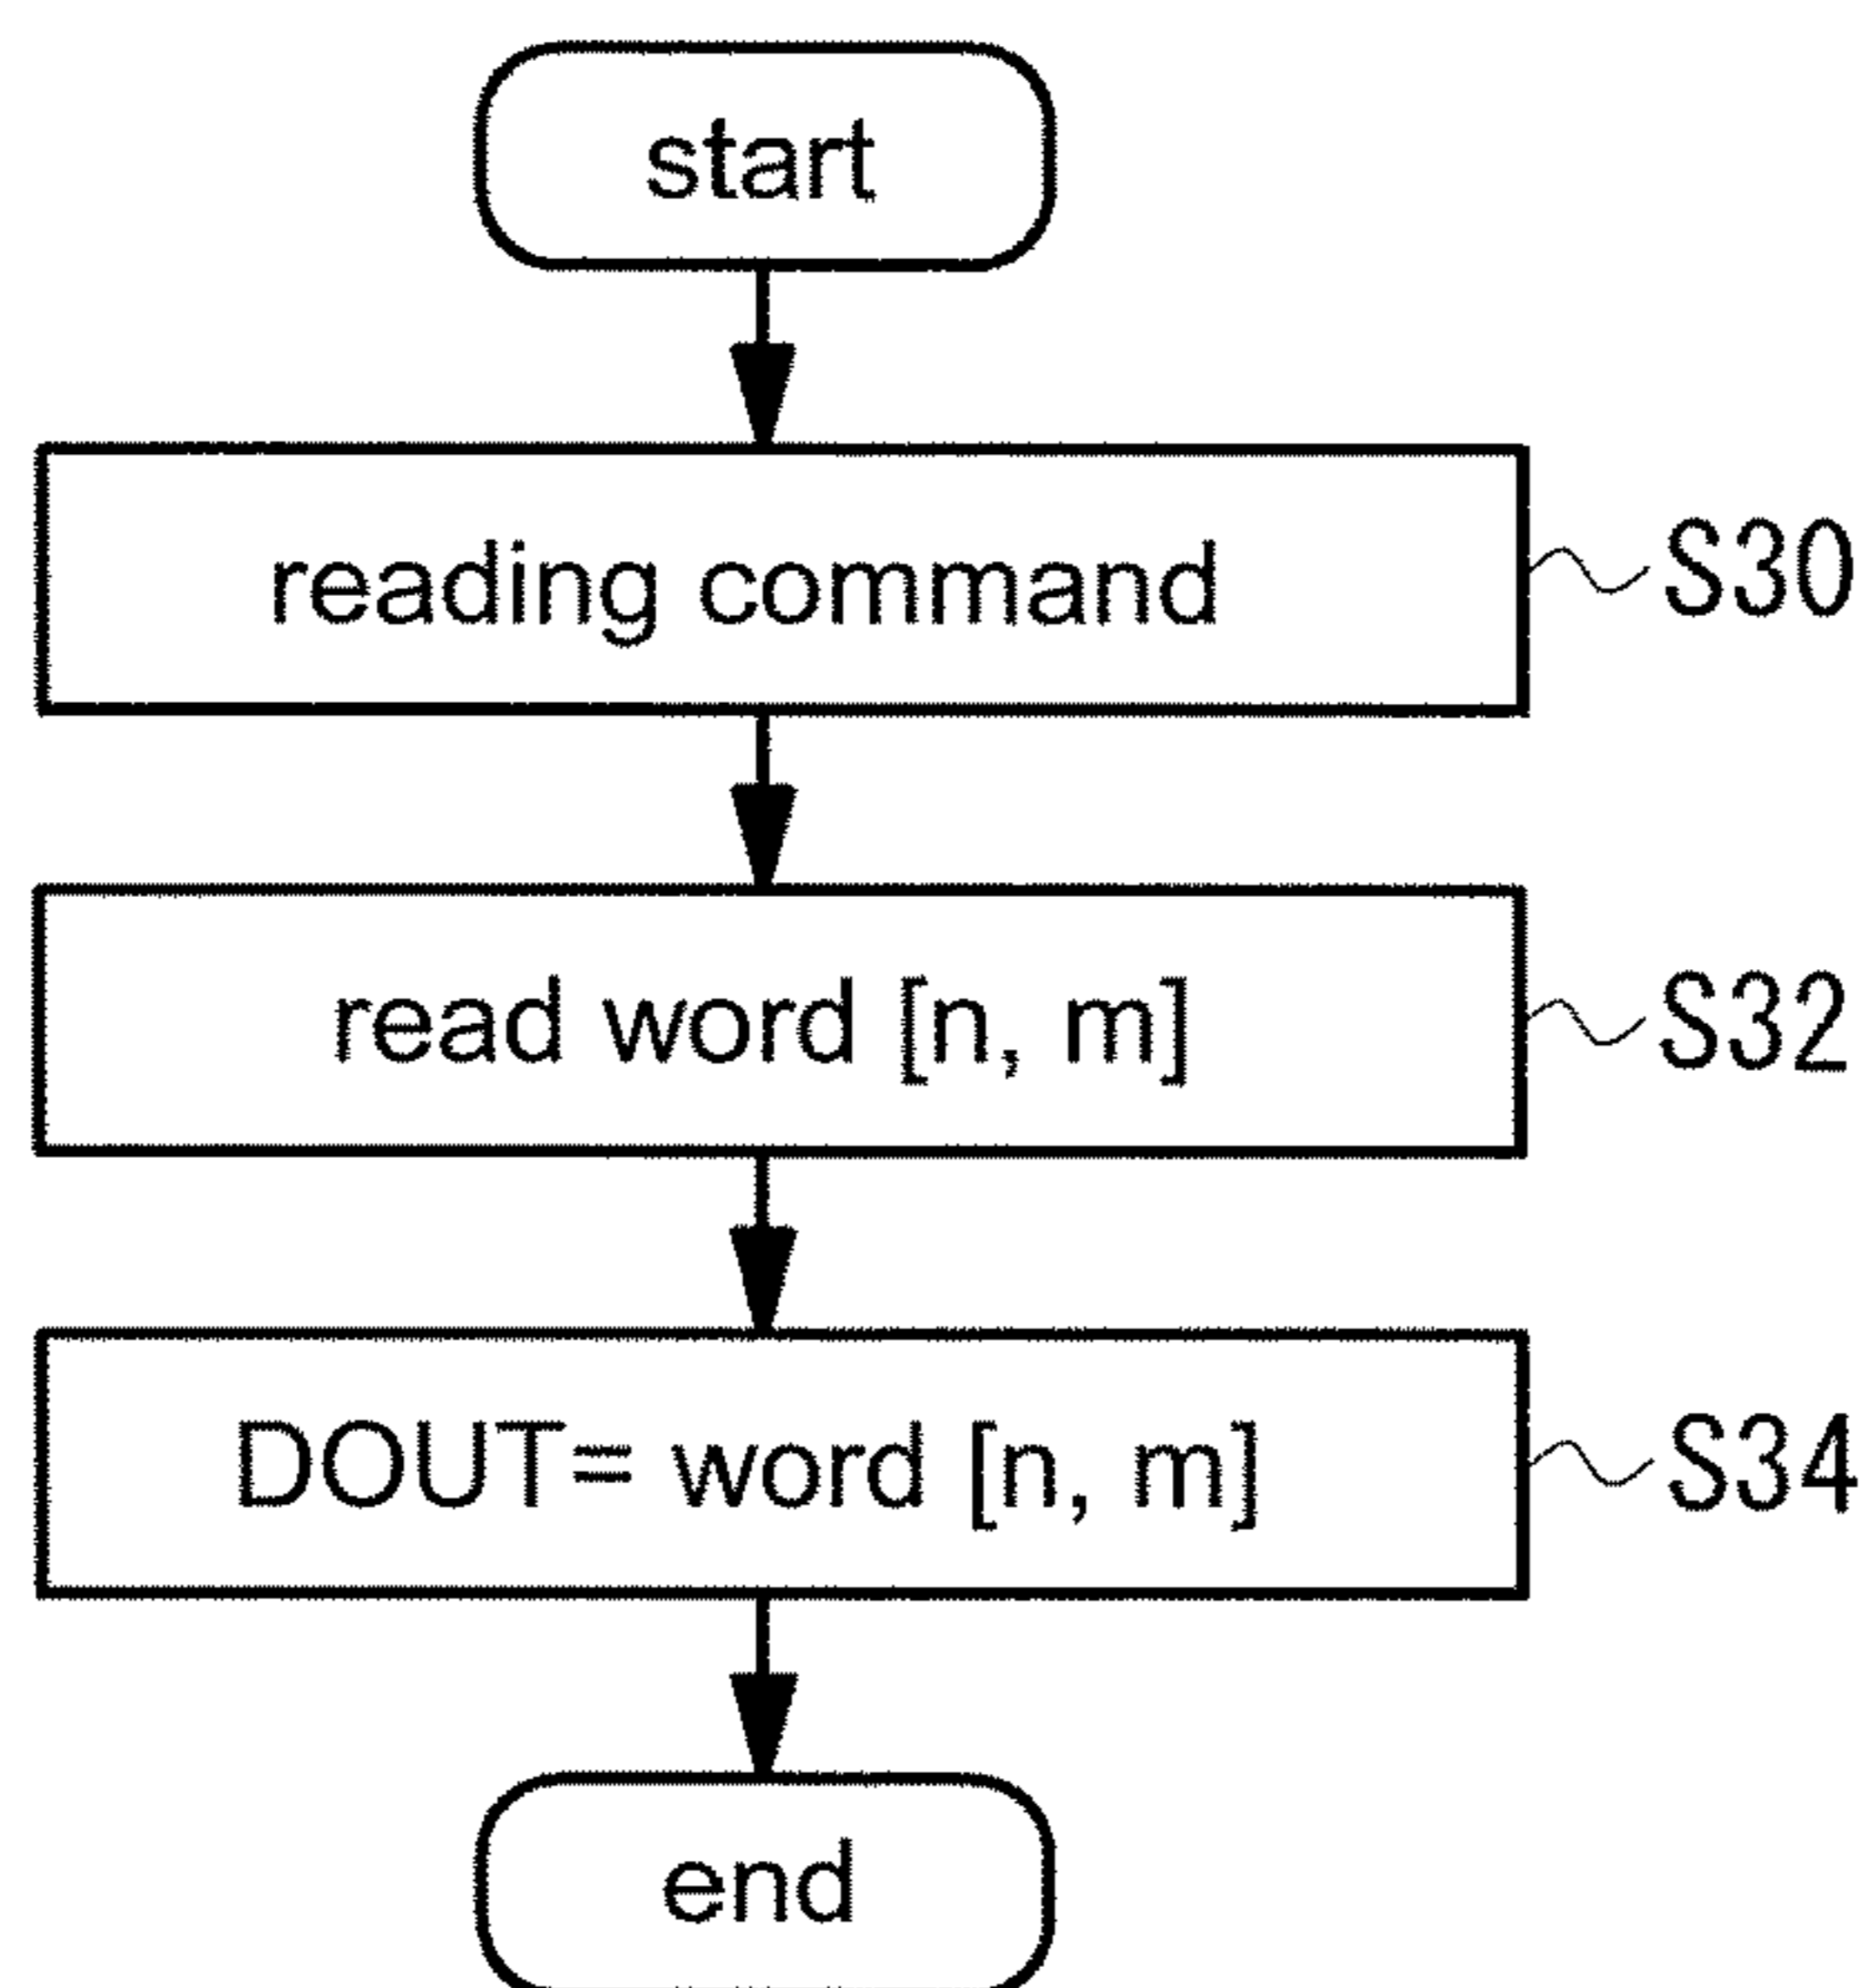 start
reading command S30
read word [n, m] S32
DOUT= word [n, m] S34
end